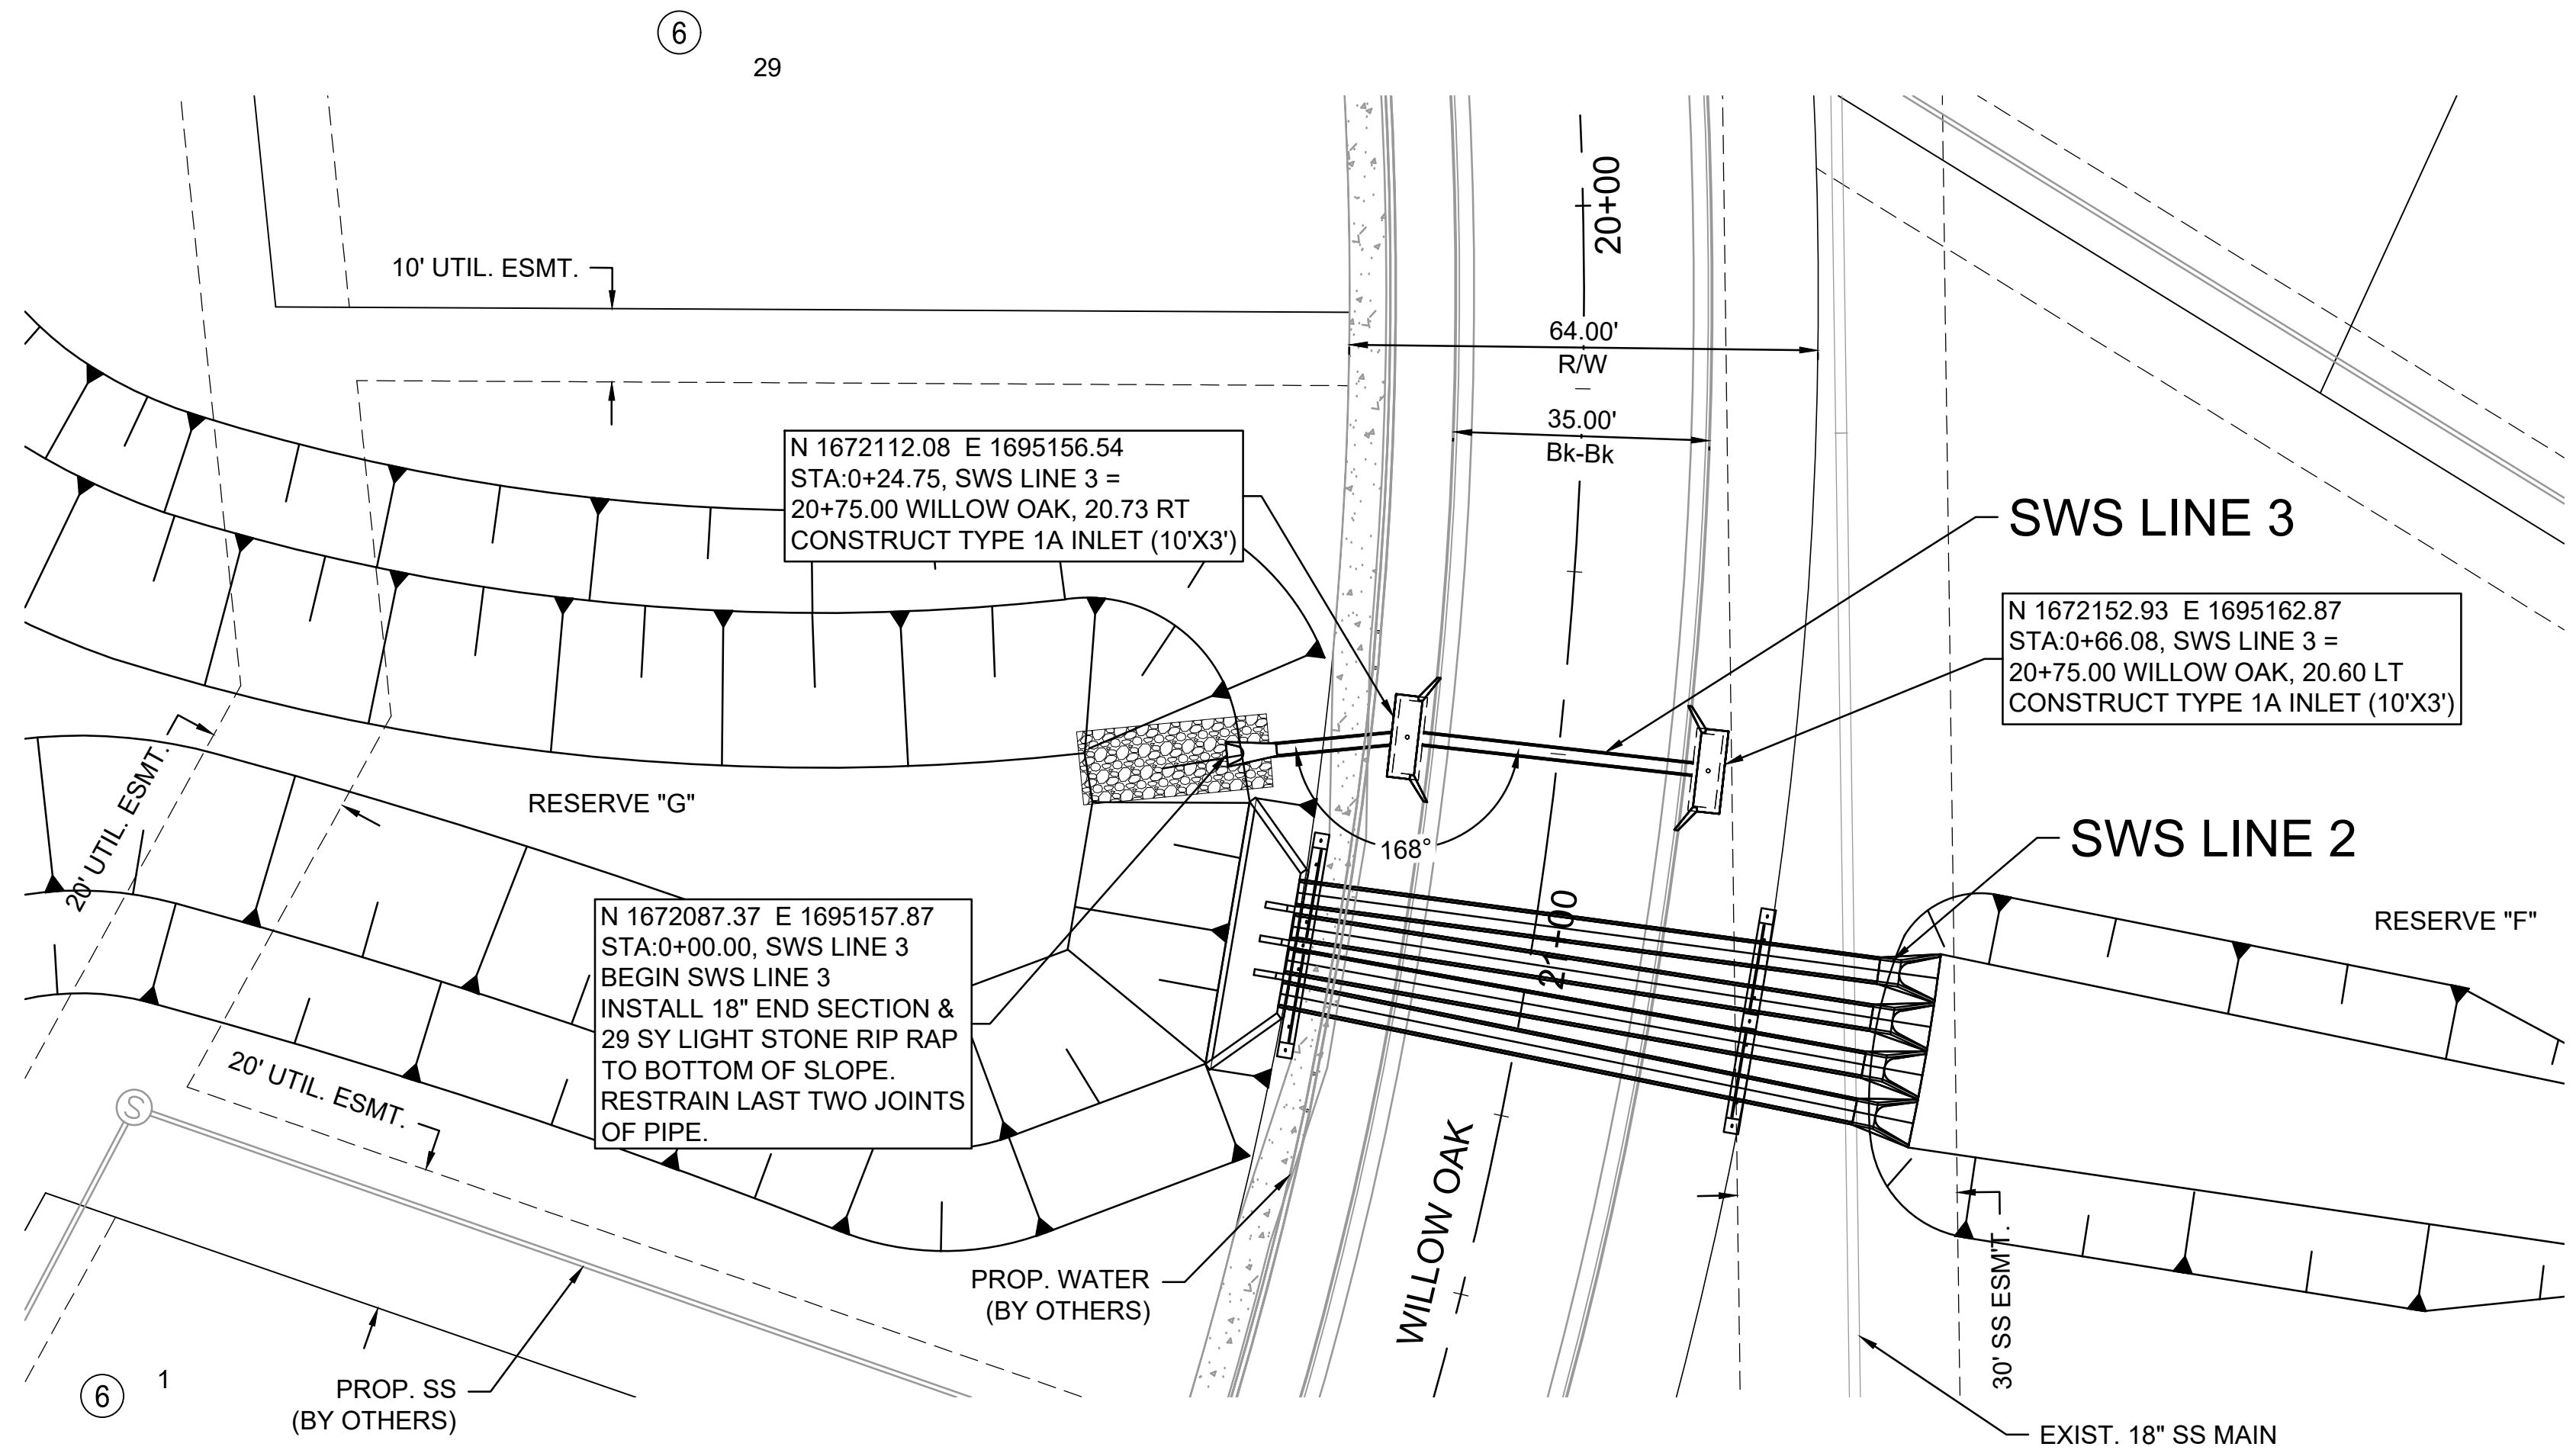 6
29
20+00
10' UTIL. ESMT.
64.00'
R/W
35.00'
Bk-Bk
N 1672112.08  E 1695156.54
STA:0+24.75, SWS LINE 3 =
20+75.00 WILLOW OAK, 20.73 RT
CONSTRUCT TYPE 1A INLET (10'X3')
SWS LINE 3
N 1672152.93  E 1695162.87
STA:0+66.08, SWS LINE 3 =
20+75.00 WILLOW OAK, 20.60 LT
CONSTRUCT TYPE 1A INLET (10'X3')
20' UTIL. ESMT.
RESERVE "G"
168°
SWS LINE 2
RESERVE "F"
21+00
N 1672087.37  E 1695157.87
STA:0+00.00, SWS LINE 3
BEGIN SWS LINE 3
INSTALL 18" END SECTION &
29 SY LIGHT STONE RIP RAP
TO BOTTOM OF SLOPE.
RESTRAIN LAST TWO JOINTS
OF PIPE.
S
20' UTIL. ESMT.
WILLOW OAK
PROP. WATER
(BY OTHERS)
30' SS ESM'T.
6
1
PROP. SS
(BY OTHERS)
EXIST. 18" SS MAIN